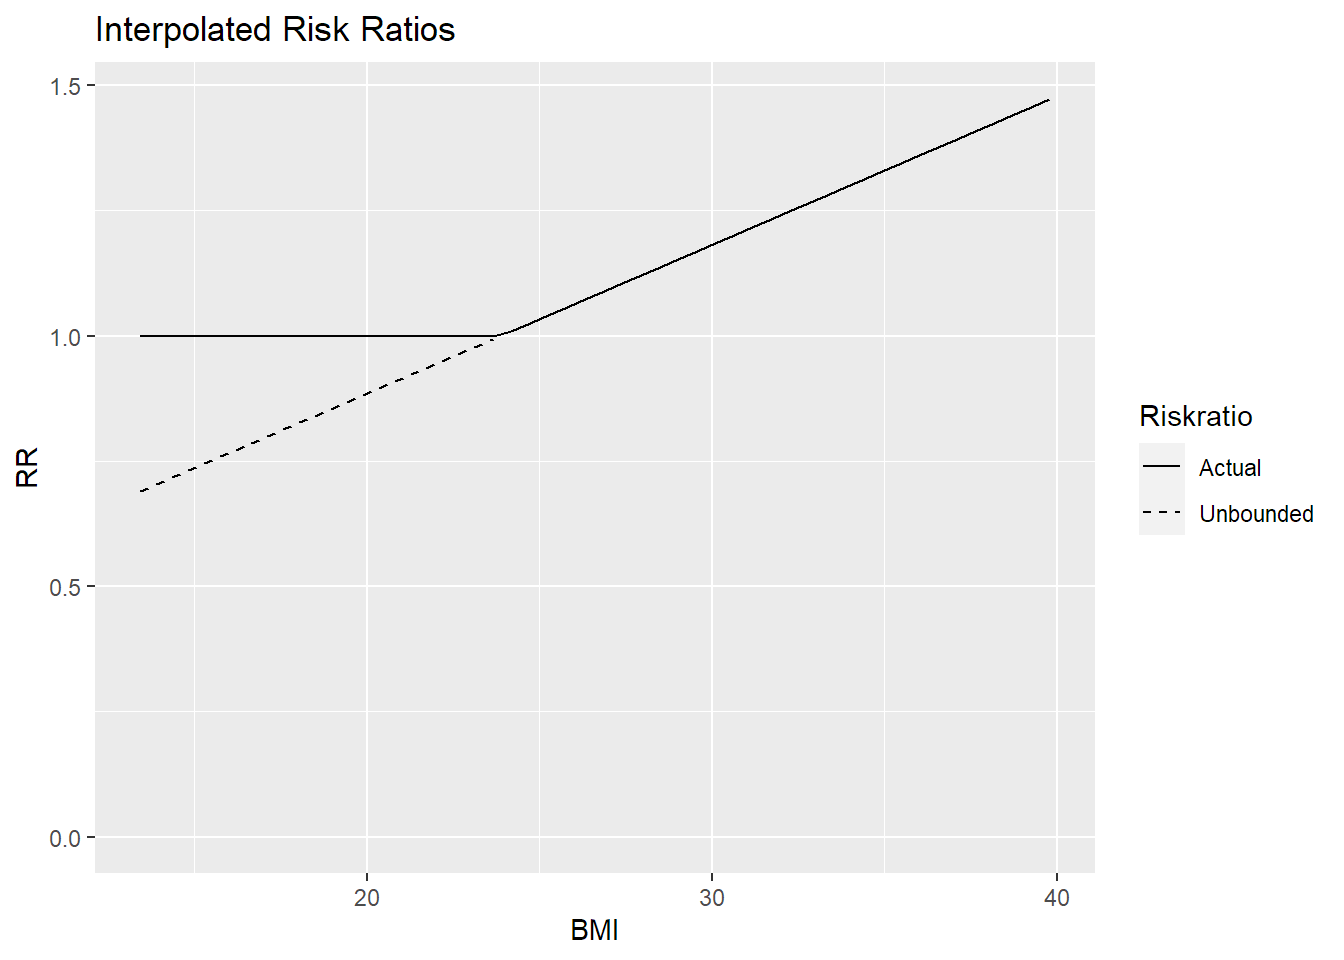 Interpolated Risk Ratios
1.5
1.0
0.5
0.0
RR
20 30 40
BMI
Riskratio
Actual
Unbounded